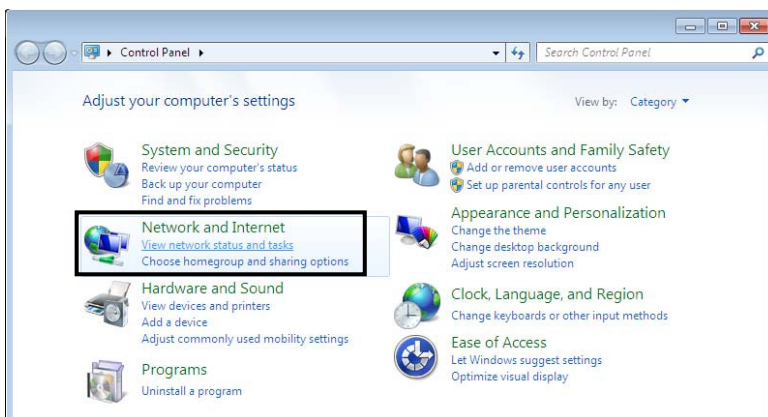 Control Panel
Search Control Panel
Adjust your computer's settings
View by: Category
System and Security
Review your computer's status
Back up your computer
Find and fix problems
Network and Internet
View network status and tasks
Choose homegroup and sharing options
Hardware and Sound
View devices and printers
Add a device
Adjust commonly used mobility settings
Programs
Uninstall a program
User Accounts and Family Safety
Add or remove user accounts
Set up parental controls for any user
Appearance and Personalization
Change the theme
Change desktop background
Adjust screen resolution
Clock, Language, and Region
Change keyboards or other input methods
Ease of Access
Let Windows suggest settings
Optimize visual display